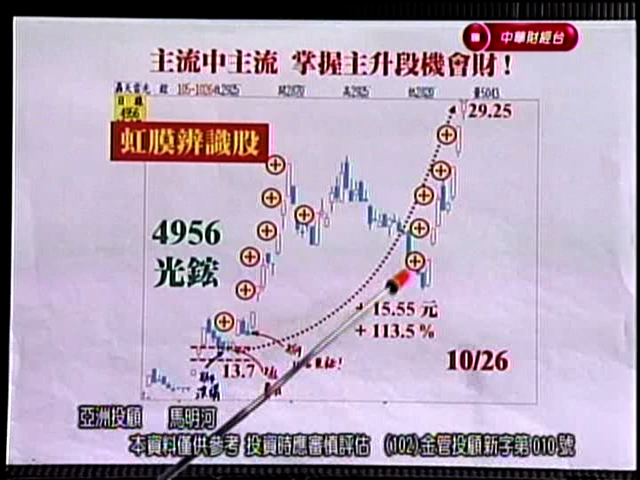 中華財經台
主流中主流 掌握主升段機會財!
日線
4956
29.25
虹膜辨識股
4956
光鋐
+ 15.55 元
+ 113.5 %
13.7
10/26
亞洲投顧 馬明河
本資料僅供參考 投資時應審慎評估 (102)金管投顧新字第010號